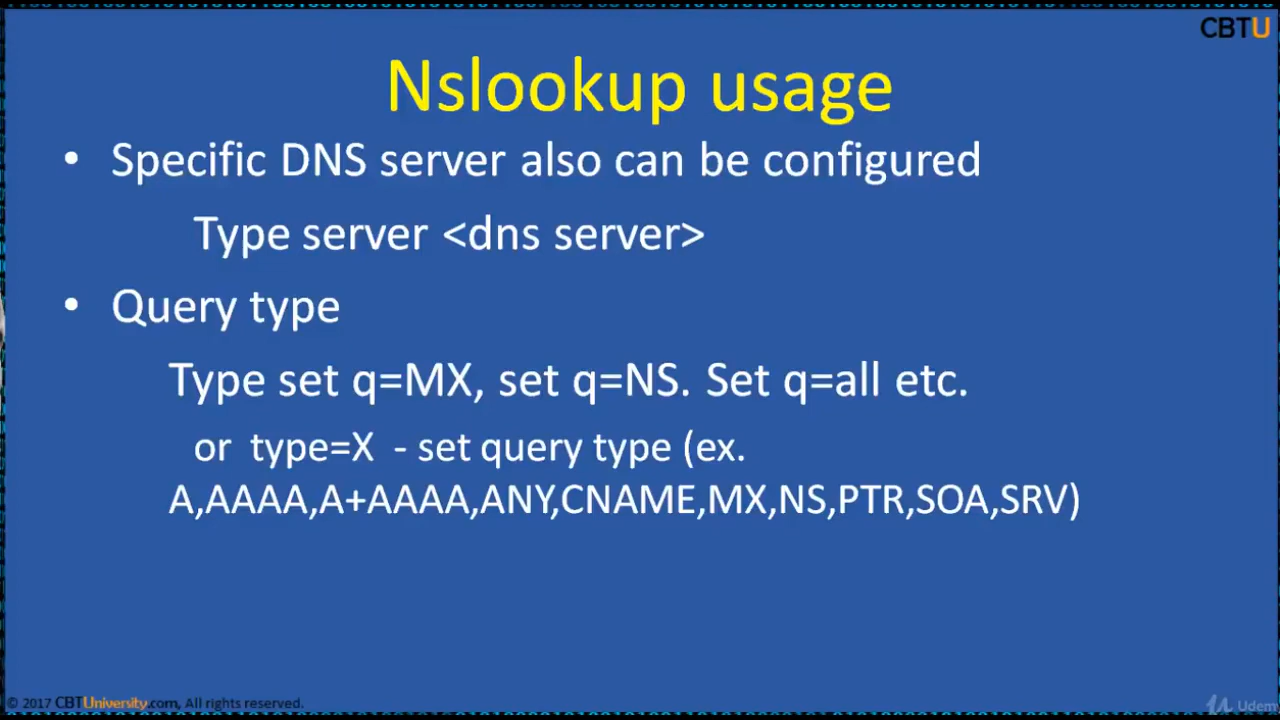 CBTU
Nslookup usage
• Specific DNS server also can be configured
Type server <dns server>
• Query type
Type set q=MX, set q=NS. Set q=all etc.
or type=X - set query type (ex.
A,AAAA,A+AAAA,ANY,CNAME,MX,NS,PTR,SOA,SRV)
© 2017 CBTUniversity.com, All rights reserved.